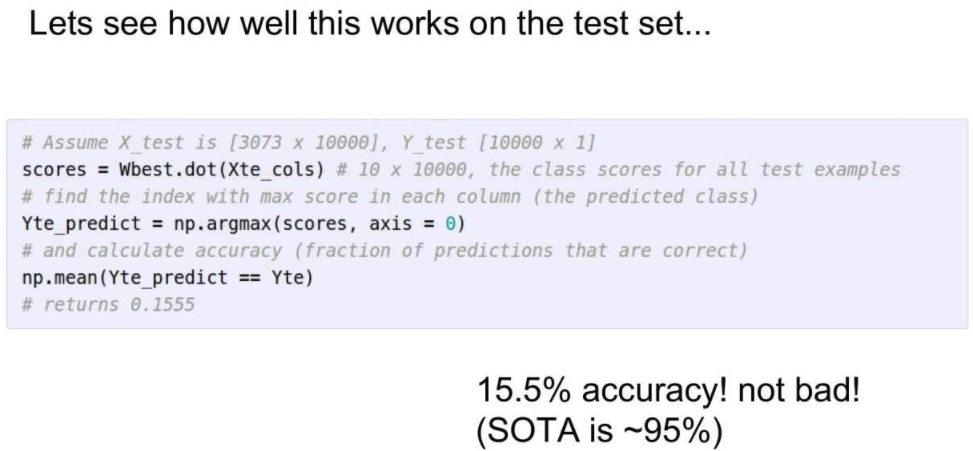 Lets see how well this works on the test set...
# Assume X_test is [3073 x 10000], Y_test [10000 x 1]
scores = Wbest.dot(Xte_cols) # 10 x 10000, the class scores for all test examples
# find the index with max score in each column (the predicted class)
Yte_predict = np.argmax(scores, axis = 0)
# and calculate accuracy (fraction of predictions that are correct)
np.mean(Yte_predict == Yte)
# returns 0.1555
15.5% accuracy! not bad!
(SOTA is ~95%)